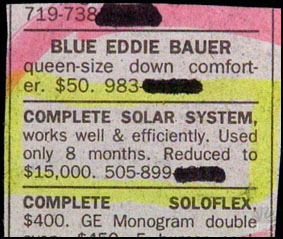 719-738
BLUE EDDIE BAUER
queen-size down comfort-
er. $50. 983-
COMPLETE SOLAR SYSTEM,
works well & efficiently. Used
only 8 months. Reduced to
$15,000. 505-899
COMPLETE SOLOFLEX,
$400. GE Monogram double